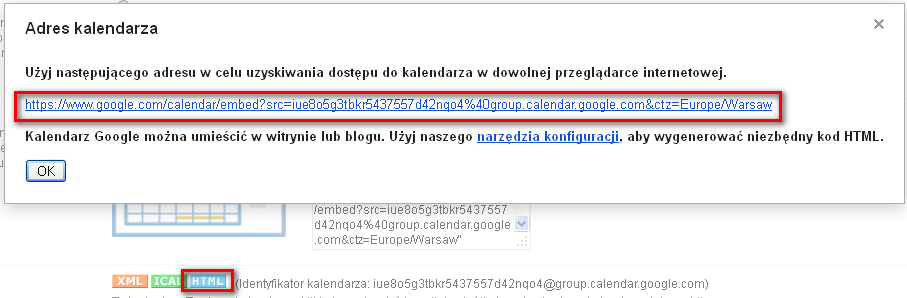 Adres kalendarza
Użyj następującego adresu w celu uzyskiwania dostępu do kalendarza w dowolnej przeglądarce internetowej.
https://www.google.com/calendar/embed?src=iue8o5g3tbkr5437557d42nqo4%40group.calendar.google.com&ctz=Europe/Warsaw
Kalendarz Google można umieścić w witrynie lub blogu. Użyj naszego narzędzia konfiguracji, aby wygenerować niezbędny kod HTML.
OK
/embed?src=iue8o5g3tbkr5437557
d42nqo4%40group.calendar.google
.com&ctz=Europe/Warsaw"
XML ICAL HTML (Identyfikator kalendarza: iue8o5g3tbkr5437557d42nqo4@group.calendar.google.com)